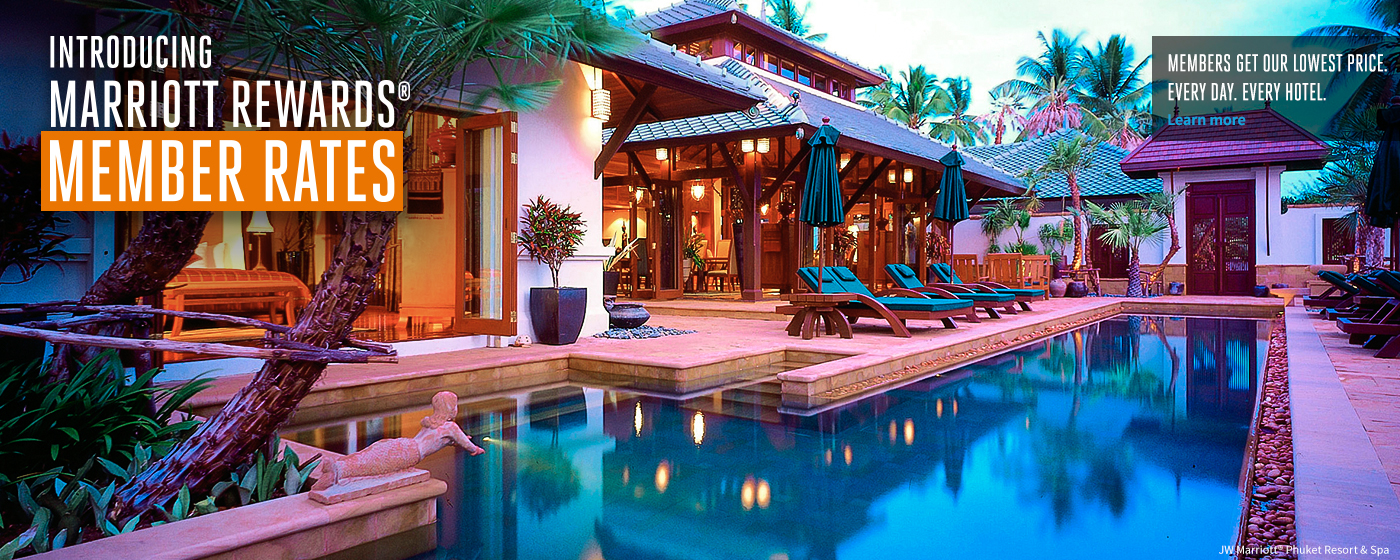 INTRODUCING
MARRIOTT REWARDS®
MEMBER RATES
MEMBERS GET OUR LOWEST PRICE.
EVERY DAY. EVERY HOTEL.
Learn more
JW Marriott® Phuket Resort & Spa